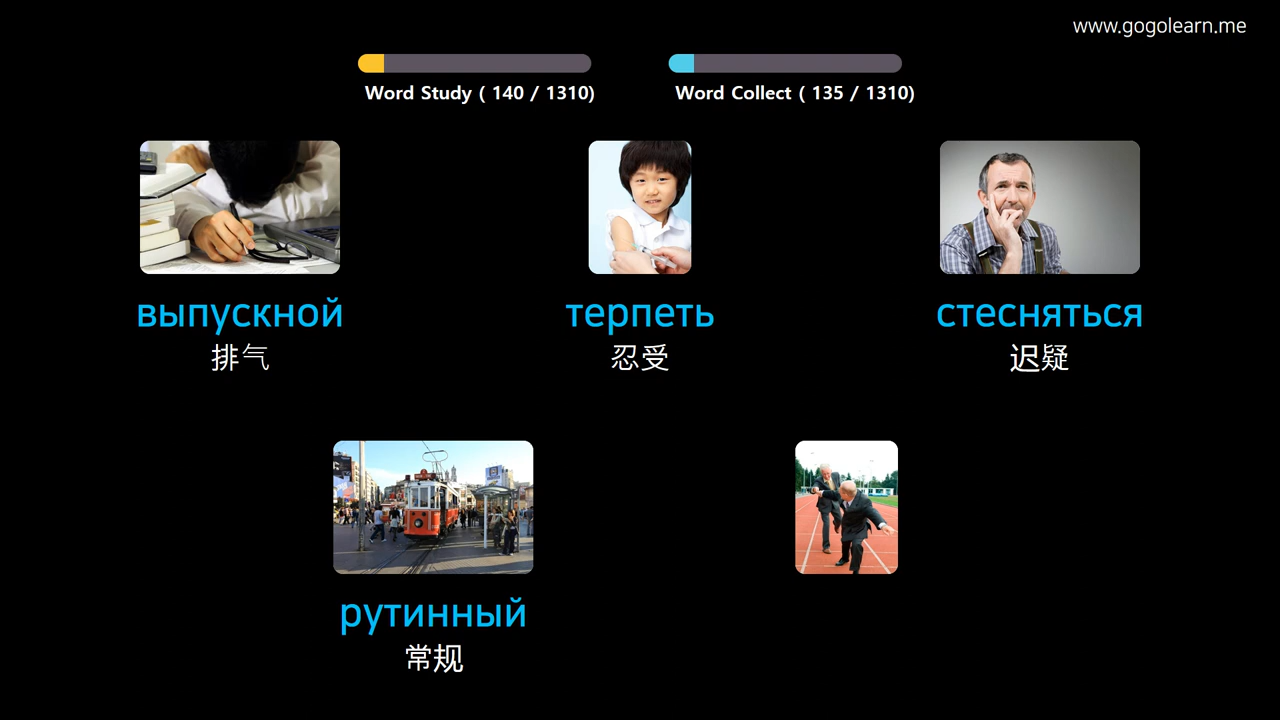 www.gogolearn.me
Word Study ( 140 / 1310)
Word Collect ( 135 / 1310)
выпускной
排气
терпеть
忍受
стесняться
迟疑
рутинный
常规